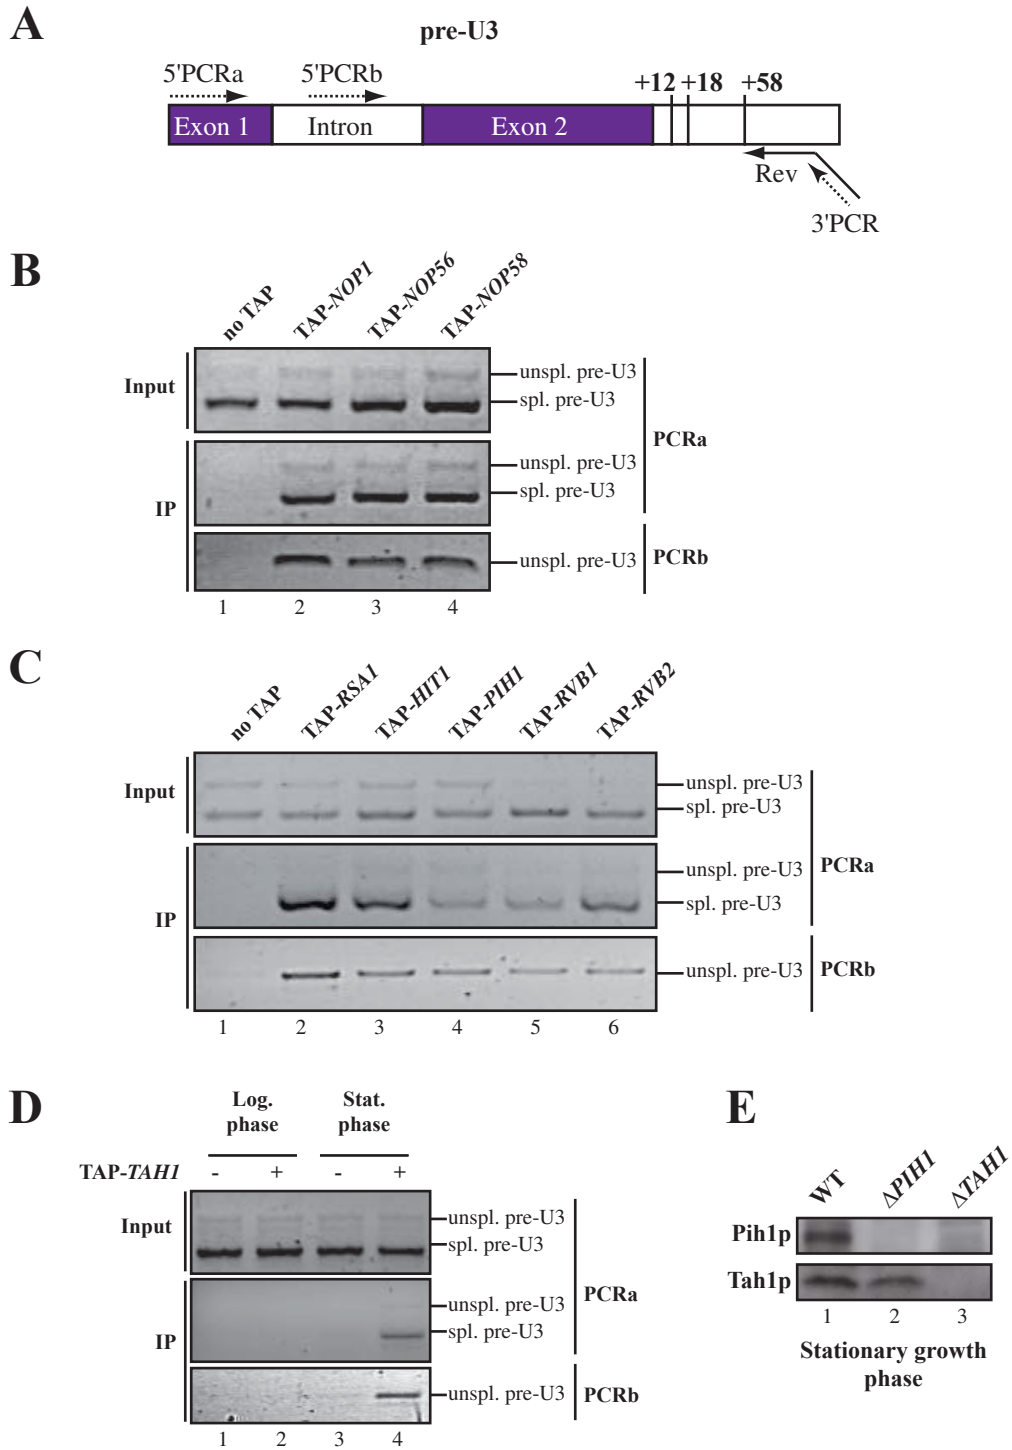 A
pre-U3
5'PCRa 5'PCRb +12 +18 +58
Exon 1 Intron Exon 2
Rev
3'PCR
B
no TAP TAP-NOP1 TAP-NOP56 TAP-NOP58
Input
unspl. pre-U3
spl. pre-U3
PCRa
IP
unspl. pre-U3
spl. pre-U3
unspl. pre-U3 PCRb
1 2 3 4
C
no TAP TAP-RSA1 TAP-HIT1 TAP-PIH1 TAP-RVB1 TAP-RVB2
Input
unspl. pre-U3
spl. pre-U3
PCRa
IP
unspl. pre-U3
spl. pre-U3
unspl. pre-U3 PCRb
1 2 3 4 5 6
D
Log. phase
Stat. phase
TAP-TAH1 - + - +
Input
unspl. pre-U3
spl. pre-U3
PCRa
IP
unspl. pre-U3
spl. pre-U3
unspl. pre-U3 PCRb
1 2 3 4
E
WT ΔPIH1 ΔTAH1
Pih1p
Tah1p
1 2 3
Stationary growth
phase